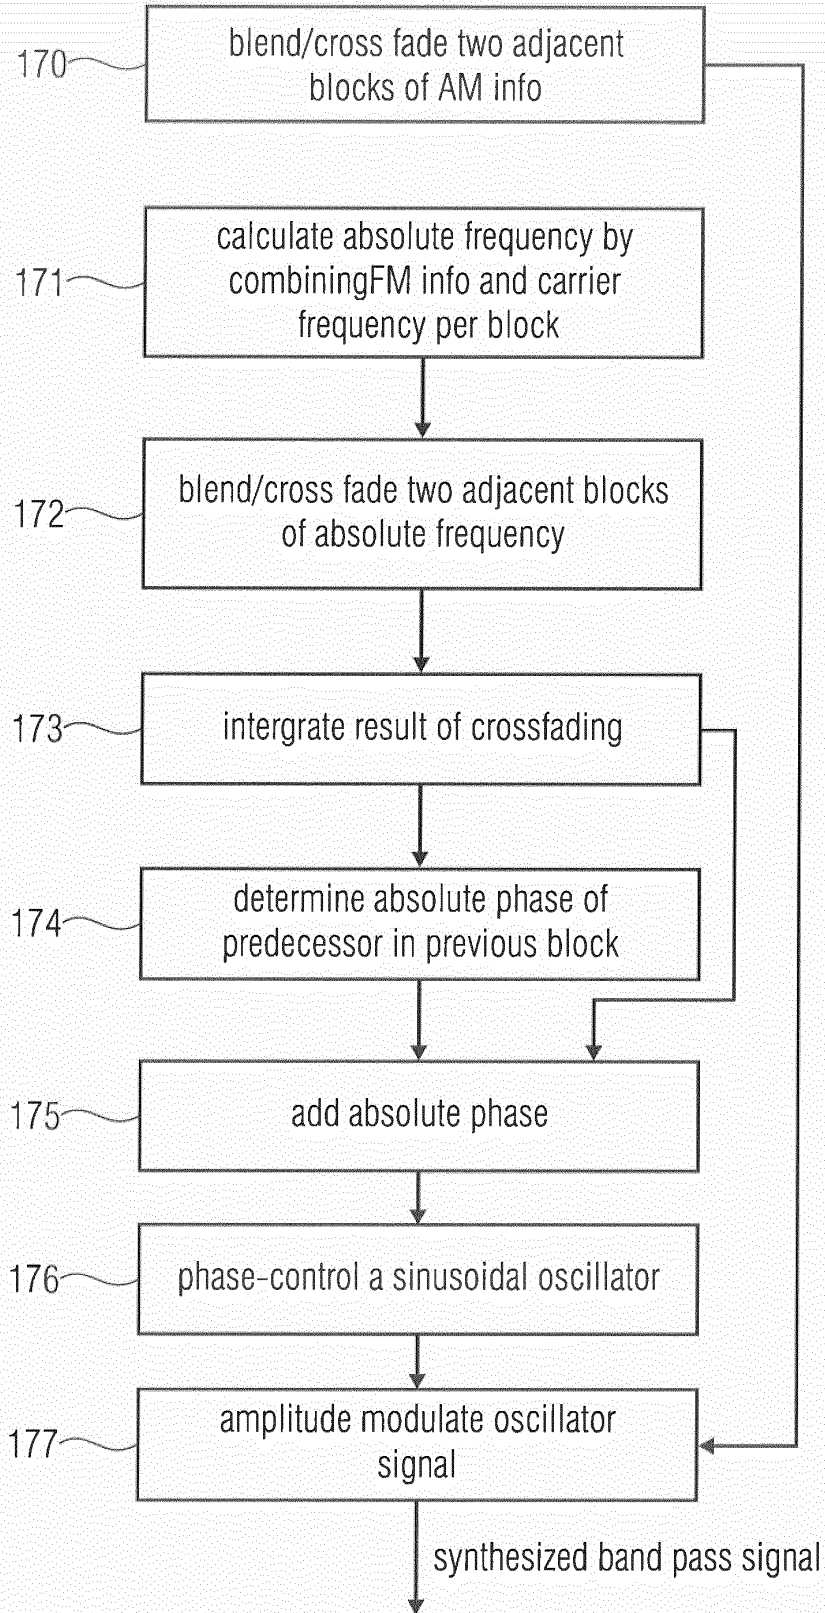 170
blend/cross fade two adjacent
blocks of AM info
171
calculate absolute frequency by
combiningFM info and carrier
frequency per block
172
blend/cross fade two adjacent blocks
of absolute frequency
173
intergrate result of crossfading
174
determine absolute phase of
predecessor in previous block
175
add absolute phase
176
phase-control a sinusoidal oscillator
177
amplitude modulate oscillator
signal
synthesized band pass signal